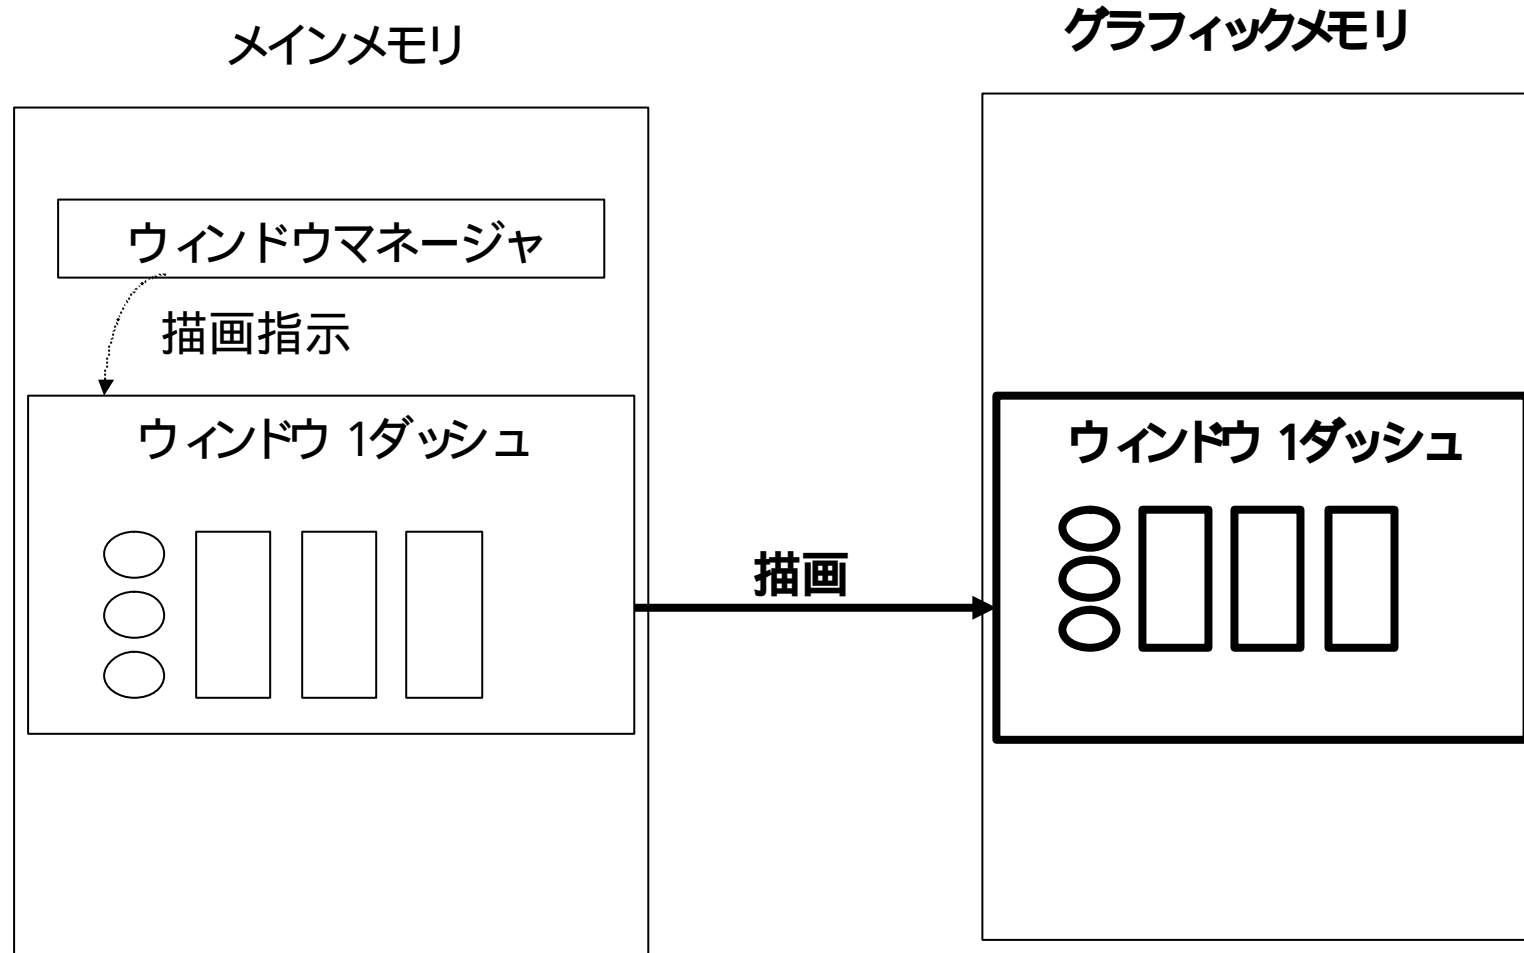 メインメモリ
グラフィックメモリ
ウィンドウマネージャ
描画指示
ウィンドウ 1ダッシュ
ウィンドウ 1ダッシュ
描画